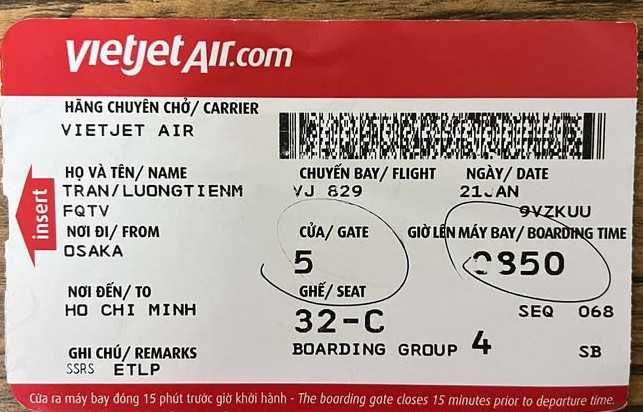 vietjetAir.com
HÃNG CHUYÊN CHỞ/ CARRIER
VIETJET AIR
HỌ VÀ TÊN/ NAME CHUYẾN BAY/ FLIGHT NGÀY/ DATE
TRAN/LUONGTIENM VJ 829 21JAN
FQTV 9VZKUU
insert
NƠI ĐI/ FROM CỬA/ GATE GIỜ LÊN MÁY BAY/ BOARDING TIME
OSAKA 5 0850
NƠI ĐẾN/ TO GHẾ/ SEAT
HO CHI MINH 32-C SEQ 068
GHI CHÚ/ REMARKS BOARDING GROUP 4 SB
SSRS ETLP
Cửa ra máy bay đóng 15 phút trước giờ khởi hành - The boarding gate closes 15 minutes prior to departure time.